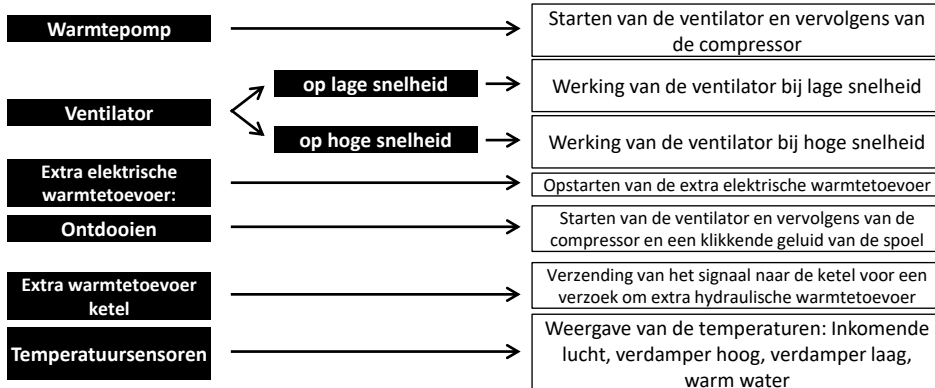 Warmtepomp
Starten van de ventilator en vervolgens van
de compressor
Ventilator
op lage snelheid
Werking van de ventilator bij lage snelheid
op hoge snelheid
Werking van de ventilator bij hoge snelheid
Extra elektrische
warmtetoevoer:
Opstarten van de extra elektrische warmtetoevoer
Ontdooien
Starten van de ventilator en vervolgens van de
compressor en een klikkende geluid van de spoel
Extra warmtetoevoer
ketel
Verzending van het signaal naar de ketel voor een
verzoek om extra hydraulische warmtetoevoer
Temperatuursensoren
Weergave van de temperaturen: Inkomende
lucht, verdamper hoog, verdamper laag,
warm water